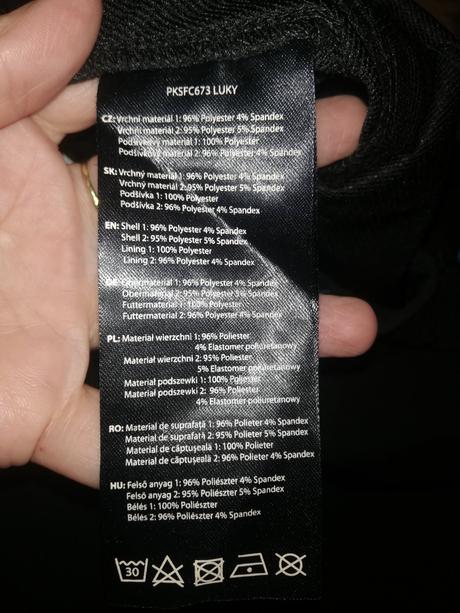 PKSFC673 LUKY
CZ: Vrchní materiál 1: 96% Polyester 4% Spandex
Vrchní materiál 2: 95% Polyester 5% Spandex
Podšívkový materiál 1: 100% Polyester
Podšívkový materiál 2: 96% Polyester 4% Spandex
SK: Vrchný materiál 1: 96% Polyester 4% Spandex
Vrchný materiál 2: 95% Polyester 5% Spandex
Podšívka 1: 100% Polyester
Podšívka 2: 96% Polyester 4% Spandex
EN: Shell 1: 96% Polyester 4% Spandex
Shell 2: 95% Polyester 5% Spandex
Lining 1: 100% Polyester
Lining 2: 96% Polyester 4% Spandex
DE: Obermaterial 1: 96% Polyester 4% Spandex
Obermaterial 2: 95% Polyester 5% Spandex
Futtermaterial 1: 100% Polyester
Futtermaterial 2: 96% Polyester 4% Spandex
PL: Materiał wierzchni 1: 96% Poliester
4% Elastomer poliuretanowy
Materiał wierzchni 2: 95% Poliester
5% Elastomer poliuretanowy
Materiał podszewki 1: 100% Poliester
Materiał podszewki 2: 96% Poliester
4% Elastomer poliuretanowy
RO: Material de suprafață 1: 96% Polieter 4% Spandex
Material de suprafață 2: 95% Polieter 5% Spandex
Material de căptușeală 1: 100% Polieter
Material de căptușeală 2: 96% Polieter 4% Spandex
HU: Felső anyag 1: 96% Poliészter 4% Spandex
Felső anyag 2: 95% Poliészter 5% Spandex
Bélés 1: 100% Poliészter
Bélés 2: 96% Poliészter 4% Spandex
30